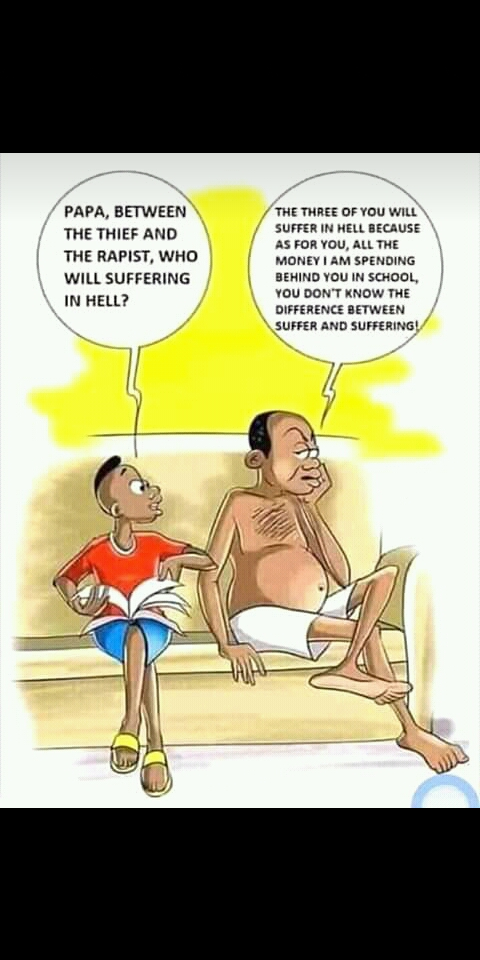 PAPA, BETWEEN
THE THIEF AND
THE RAPIST, WHO
WILL SUFFERING
IN HELL?
THE THREE OF YOU WILL
SUFFER IN HELL BECAUSE
AS FOR YOU, ALL THE
MONEY I AM SPENDING
BEHIND YOU IN SCHOOL,
YOU DON'T KNOW THE
DIFFERENCE BETWEEN
SUFFER AND SUFFERING!